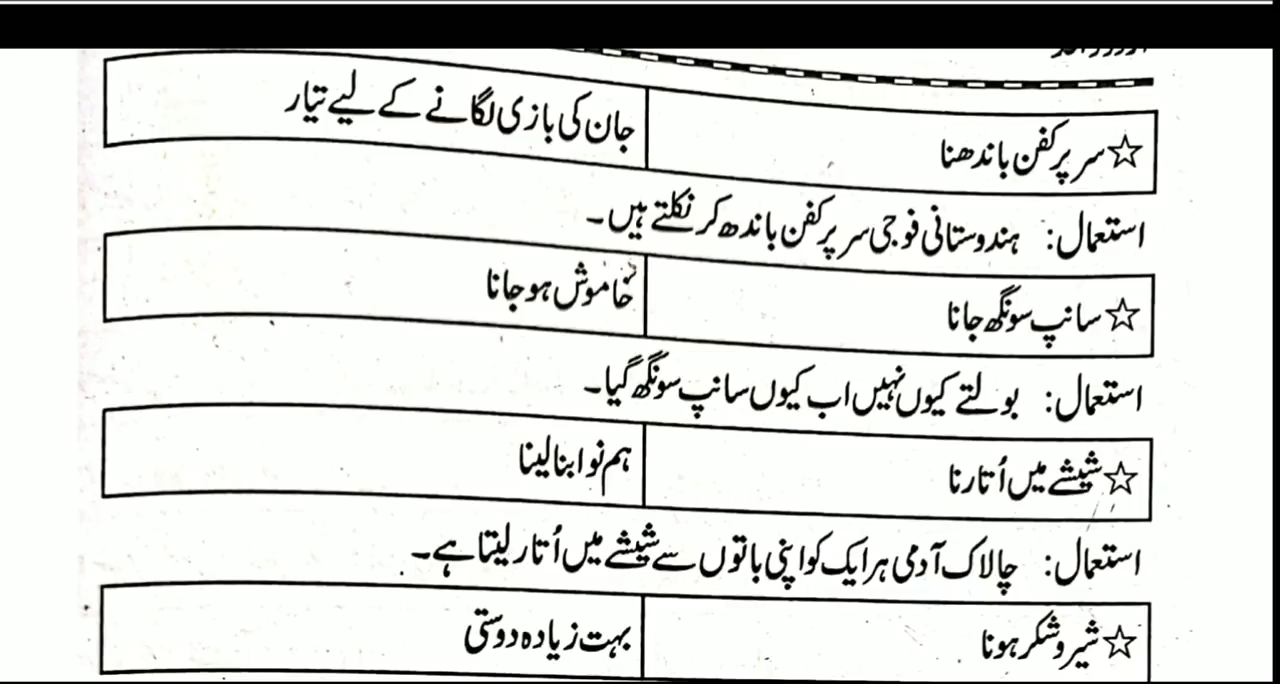 ☆ سر پر کفن باندھنا جان کی بازی لگانے کے لیے تیار
استعمال: ہندوستانی فوجی سر پر کفن باندھ کر نکلتے ہیں۔
☆ سانپ سونگھ جانا خاموش ہو جانا
استعمال: بولتے کیوں نہیں اب کیوں سانپ سونگھ گیا۔
☆ شیشے میں اُتارنا ہم نوا بنا لینا
استعمال: چالاک آدمی ہر ایک کو اپنی باتوں سے شیشے میں اُتار لیتا ہے۔
☆ شیر و شکر ہونا بہت زیادہ دوستی